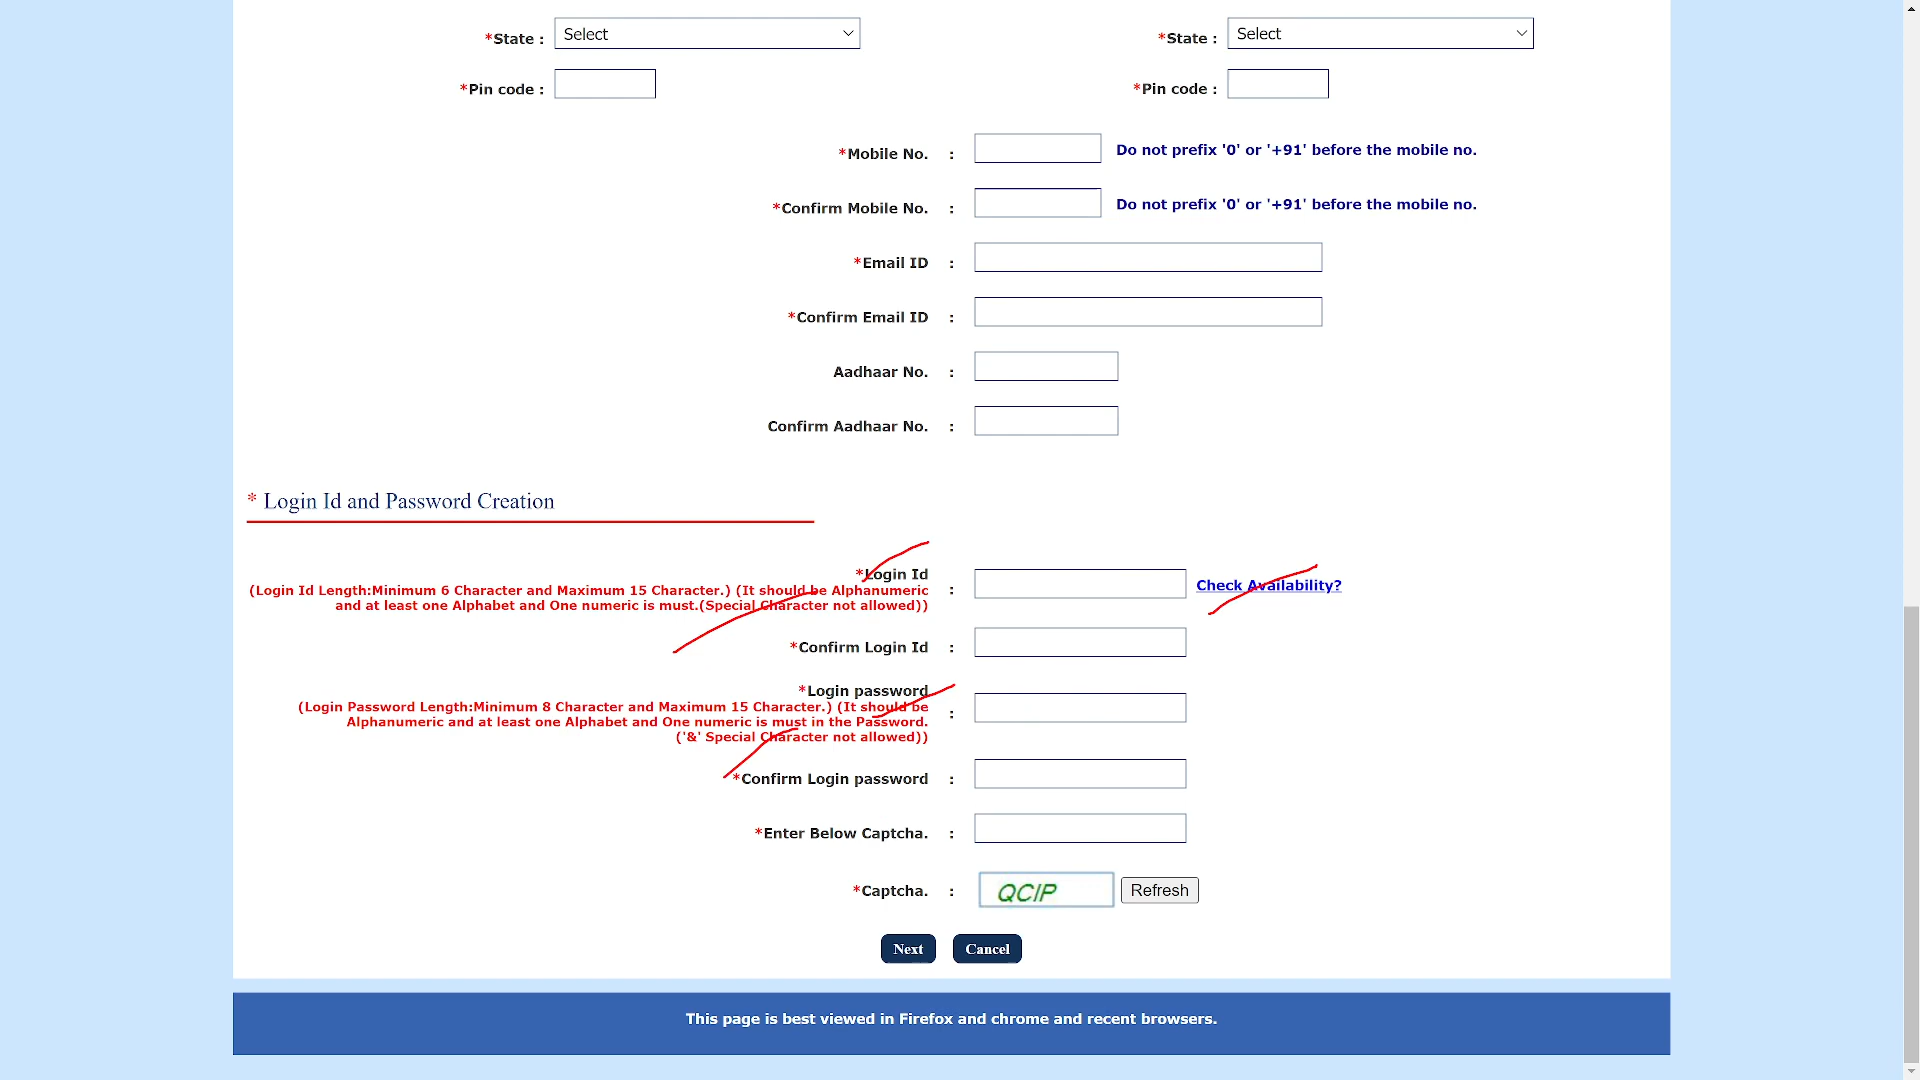 *State : Select *State : Select
*Pin code : *Pin code :
*Mobile No. : Do not prefix '0' or '+91' before the mobile no.
*Confirm Mobile No. : Do not prefix '0' or '+91' before the mobile no.
*Email ID :
*Confirm Email ID :
Aadhaar No. :
Confirm Aadhaar No. :
* Login Id and Password Creation
*Login Id
(Login Id Length:Minimum 6 Character and Maximum 15 Character.) (It should be Alphanumeric : Check Availability?
and at least one Alphabet and One numeric is must.(Special Character not allowed))
*Confirm Login Id :
*Login password
(Login Password Length:Minimum 8 Character and Maximum 15 Character.) (It should be :
Alphanumeric and at least one Alphabet and One numeric is must in the Password.
('&' Special Character not allowed))
*Confirm Login password :
*Enter Below Captcha. :
*Captcha. : QCIP Refresh
Next Cancel
This page is best viewed in Firefox and chrome and recent browsers.